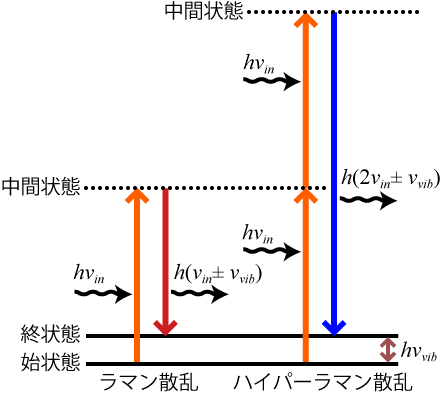 中間状態
hν_in
中間状態
h(2ν_in± ν_vib)
hν_in
hν_in
h(ν_in± ν_vib)
終状態
始状態
hν_vib
ラマン散乱
ハイパーラマン散乱